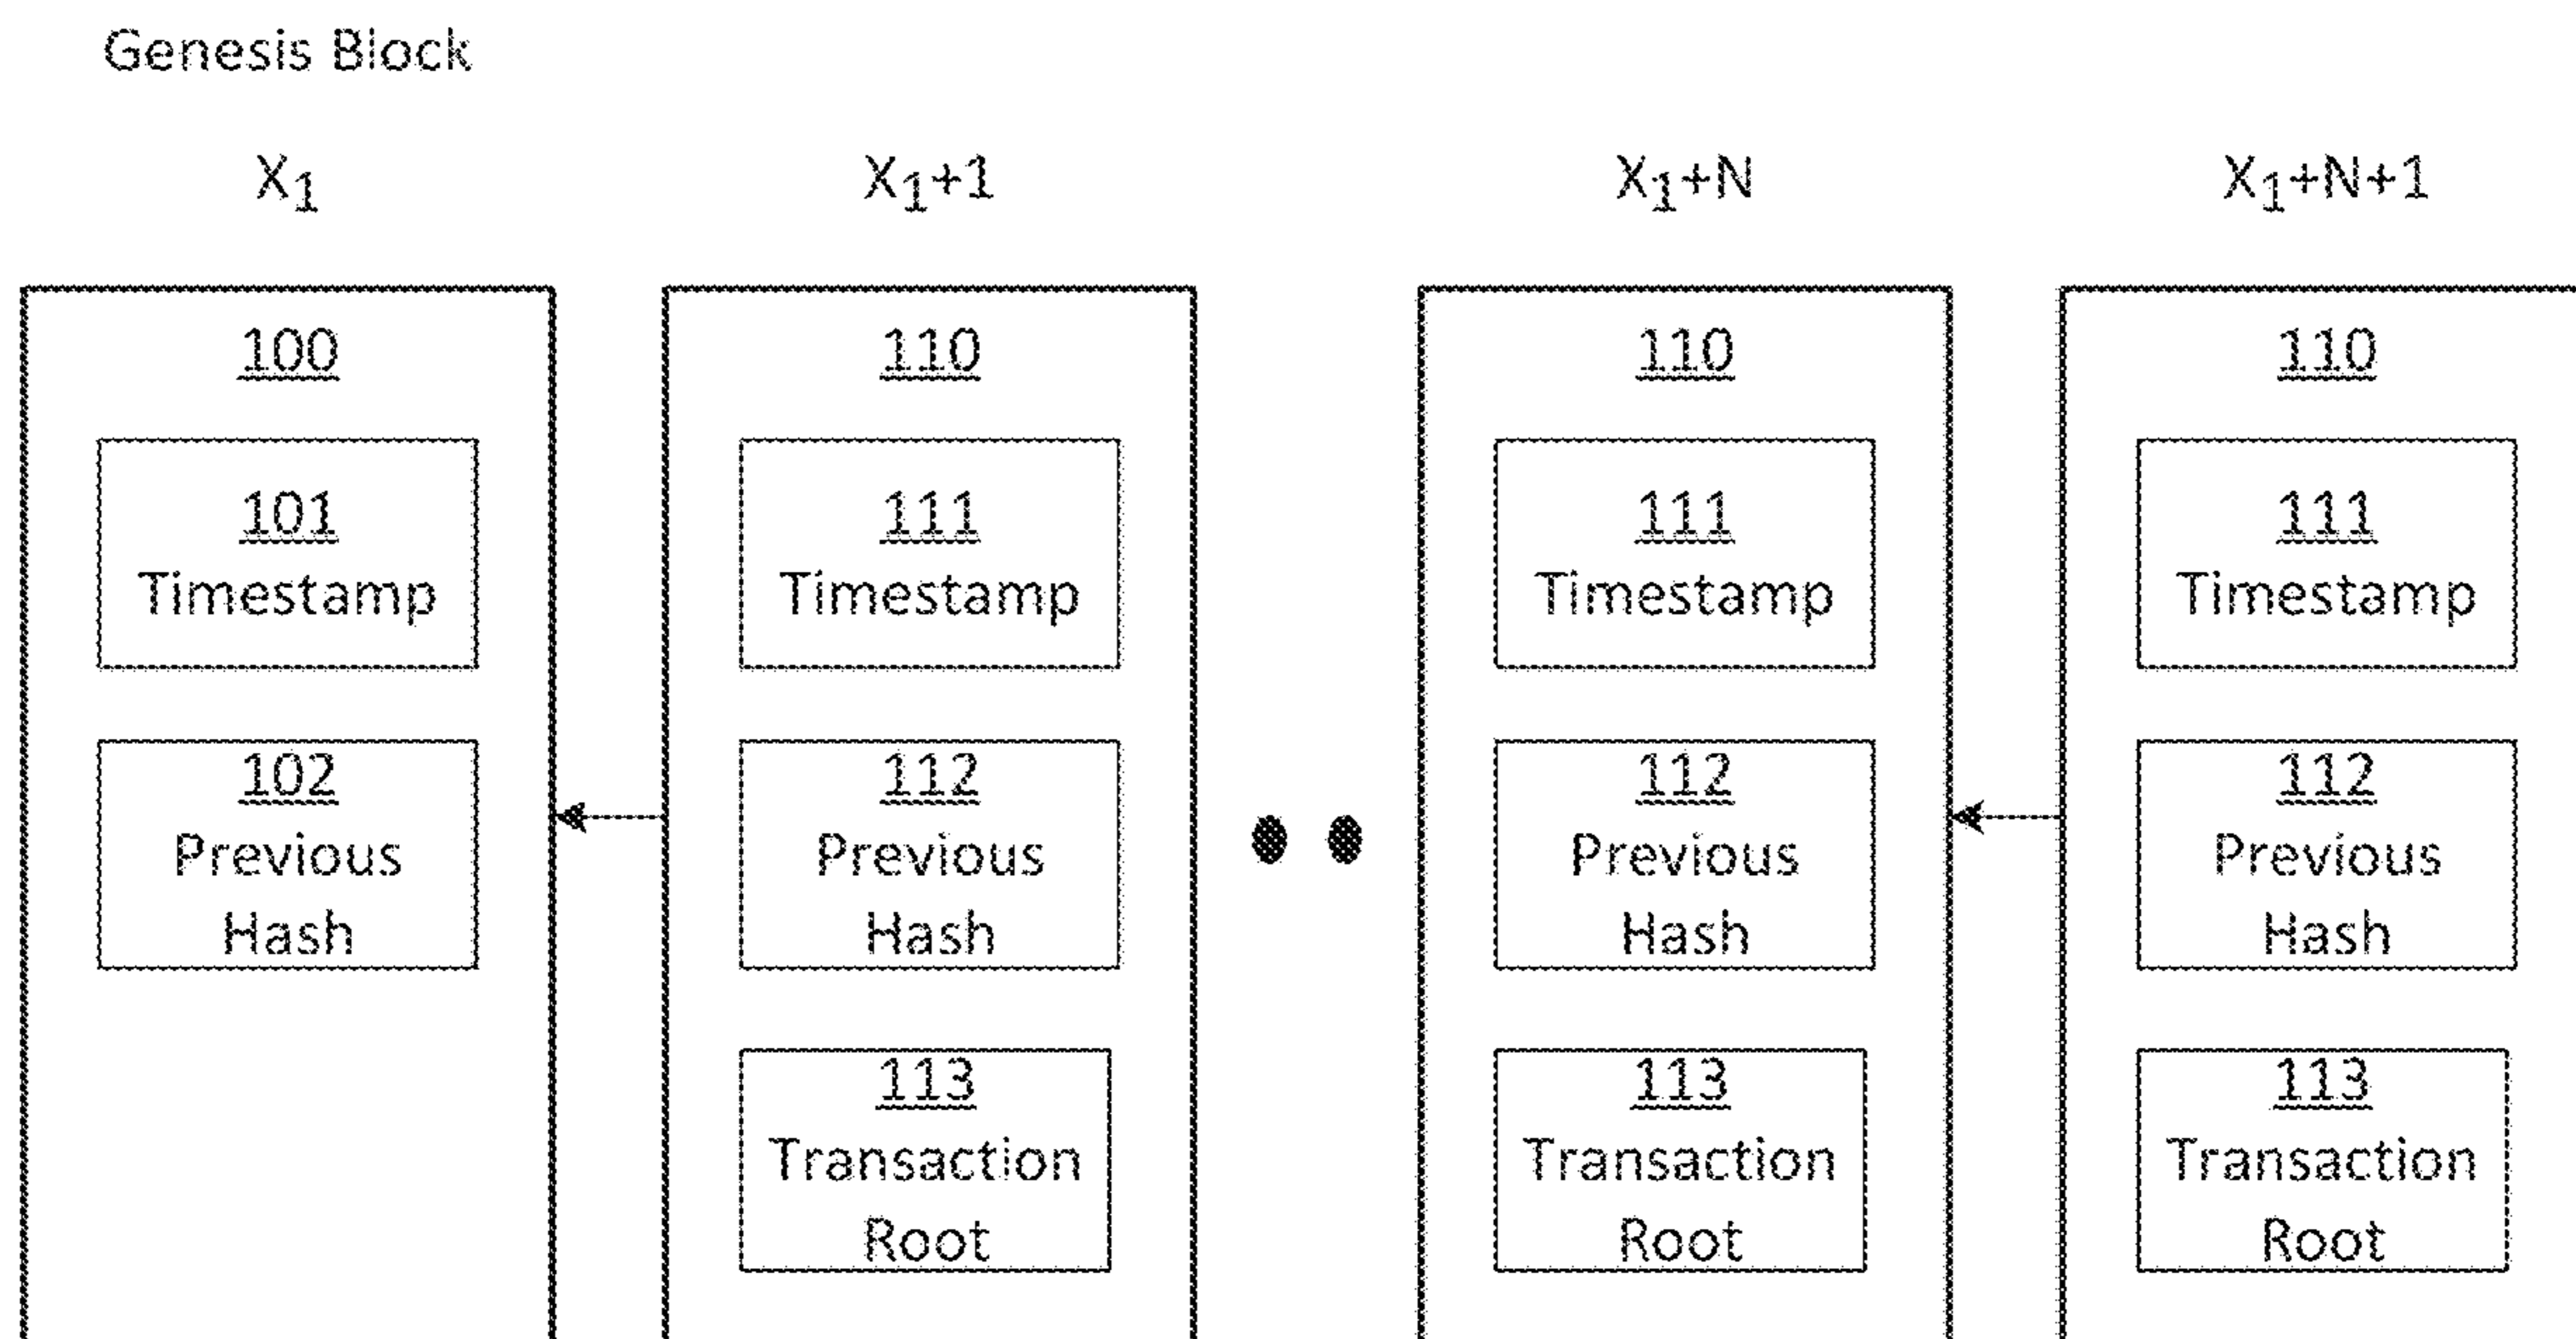 Genesis Block
X1 X1+1 X1+N X1+N+1
100 110 110 110
101 111 111 111
Timestamp Timestamp Timestamp Timestamp
102 112 112 112
Previous Previous Previous Previous
Hash Hash Hash Hash
113 113 113
Transaction Transaction Transaction
Root Root Root